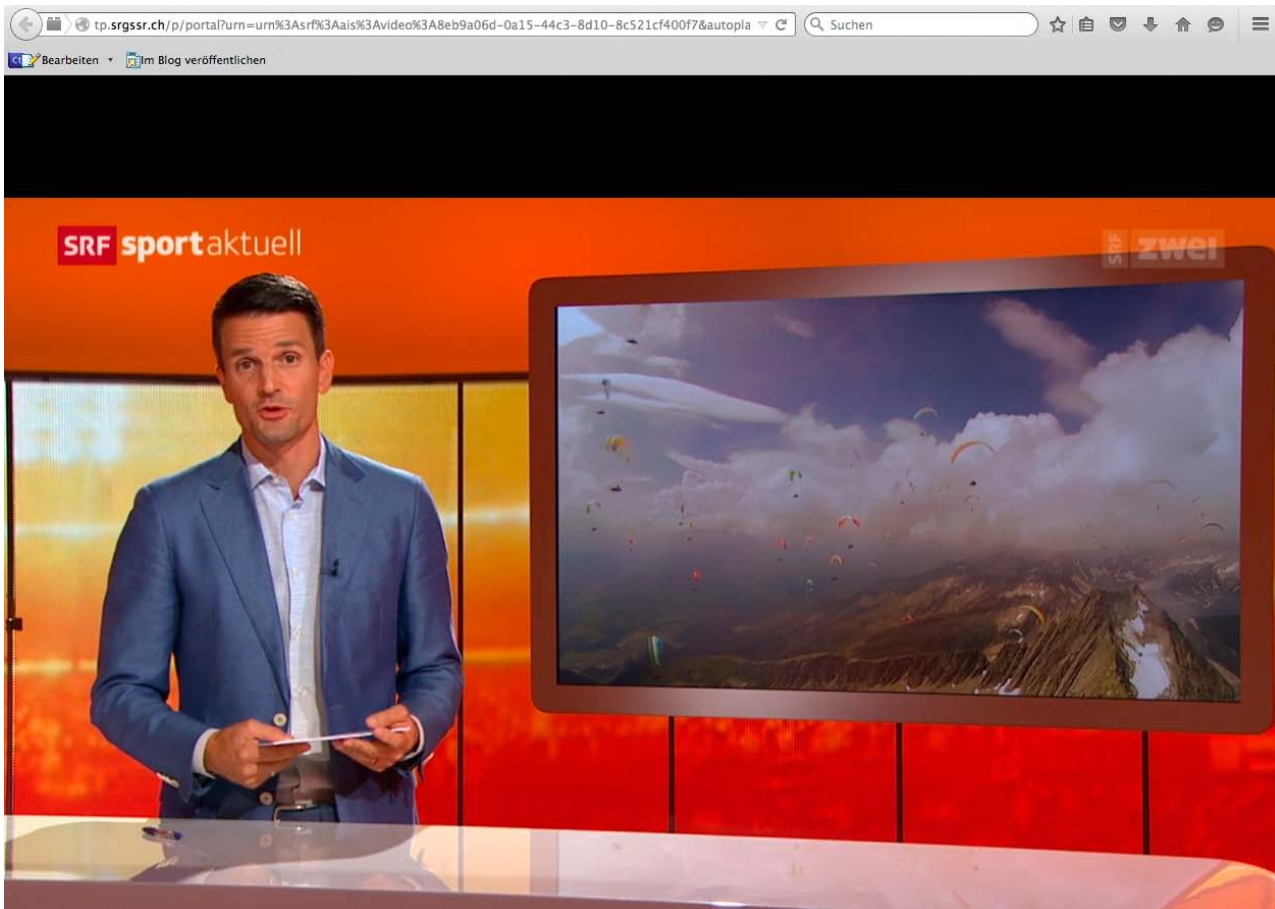 tp.srgssr.ch/p/portal?urn=urn%3Asrf%3Aais%3Avideo%3A8eb9a06d-0a15-44c3-8d10-8c521cf400f7&autopla
Suchen
Ct Bearbeiten
Im Blog veröffentlichen
SRF sportaktuell
SRF zwei